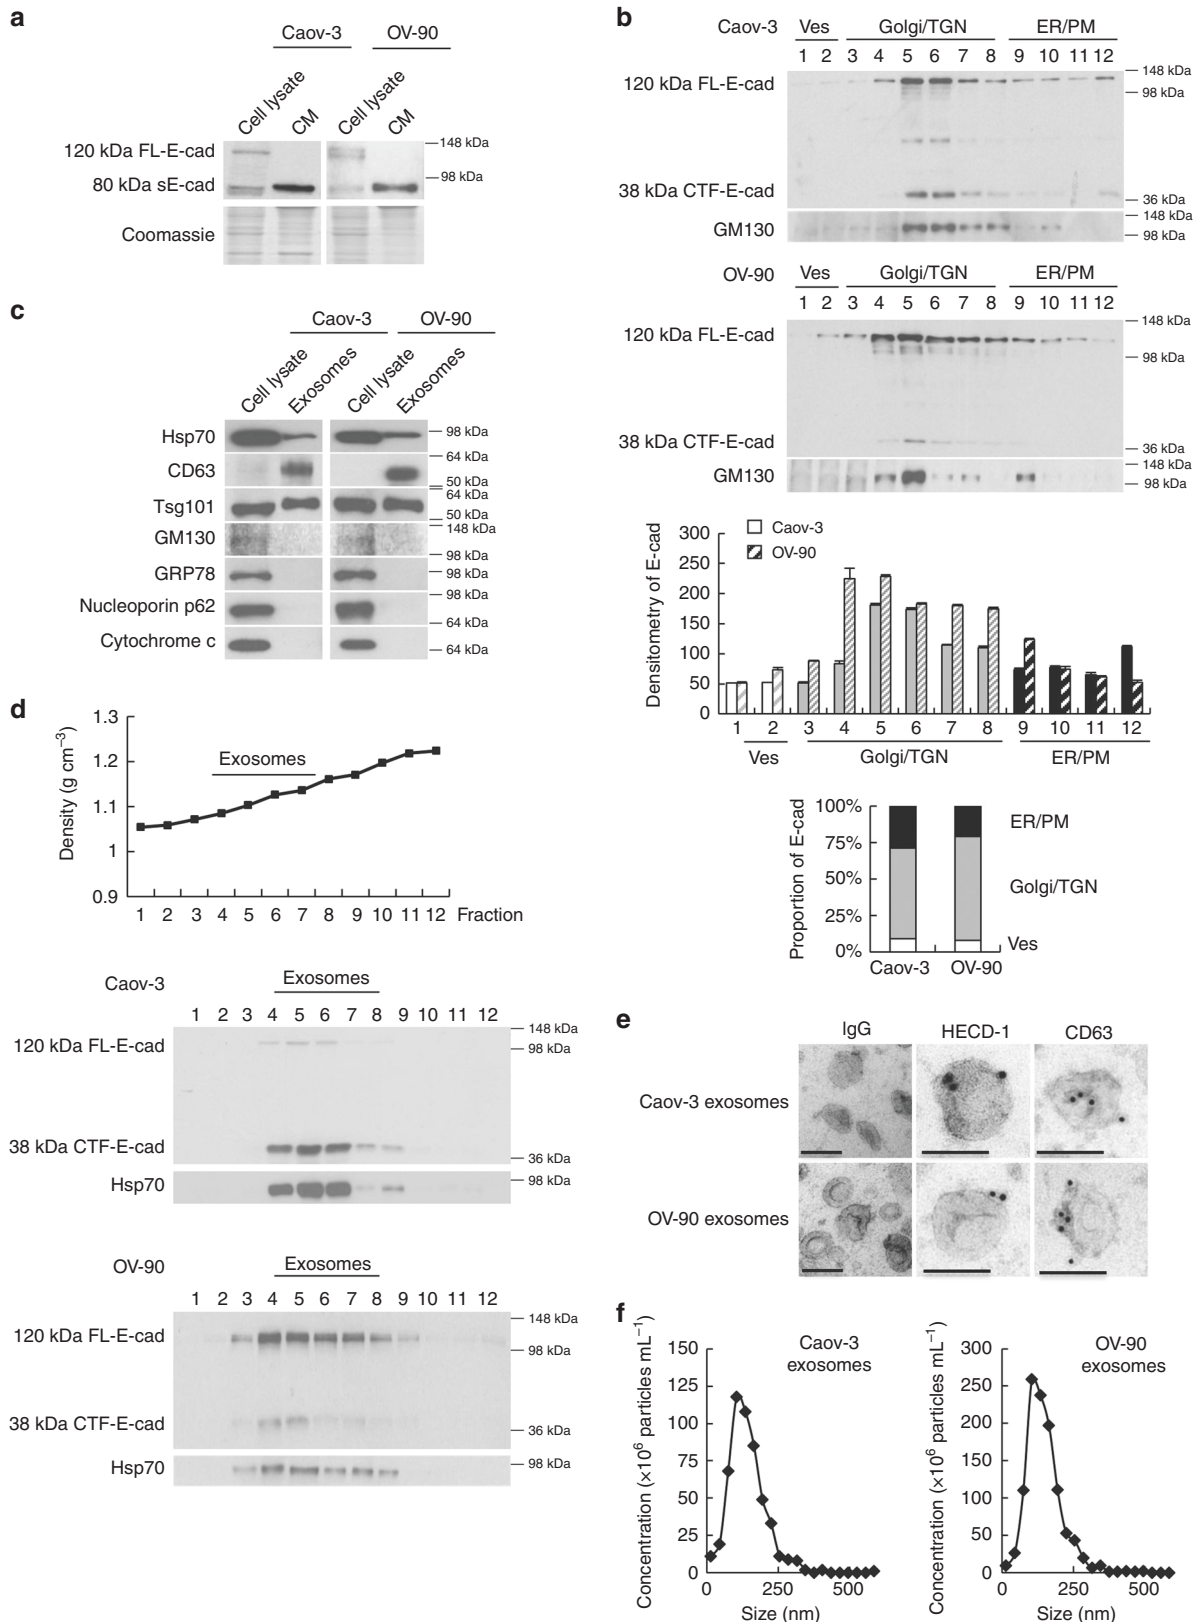 a
Caov-3 OV-90
Cell lysate CM Cell lysate CM
120 kDa FL-E-cad
148 kDa
80 kDa sE-cad
98 kDa
Coomassie
b
Caov-3 Ves Golgi/TGN ER/PM
1 2 3 4 5 6 7 8 9 10 11 12
120 kDa FL-E-cad
148 kDa
98 kDa
38 kDa CTF-E-cad
36 kDa
GM130
148 kDa
98 kDa
OV-90 Ves Golgi/TGN ER/PM
1 2 3 4 5 6 7 8 9 10 11 12
120 kDa FL-E-cad
148 kDa
98 kDa
38 kDa CTF-E-cad
36 kDa
GM130
148 kDa
98 kDa
Densitometry of E-cad
300
250
200
150
100
50
0
Caov-3
OV-90
1 2 3 4 5 6 7 8 9 10 11 12
Ves Golgi/TGN ER/PM
Proportion of E-cad
100%
75%
50%
25%
0%
ER/PM
Golgi/TGN
Ves
Caov-3 OV-90
c
Caov-3 OV-90
Cell lysate Exosomes Cell lysate Exosomes
Hsp70
98 kDa
CD63
64 kDa
50 kDa
Tsg101
64 kDa
50 kDa
GM130
148 kDa
98 kDa
GRP78
98 kDa
Nucleoporin p62
98 kDa
64 kDa
Cytochrome c
64 kDa
d
Density (g cm⁻³)
1.3
1.2
1.1
1
0.9
Exosomes
1 2 3 4 5 6 7 8 9 10 11 12 Fraction
Caov-3 Exosomes
1 2 3 4 5 6 7 8 9 10 11 12
120 kDa FL-E-cad
148 kDa
98 kDa
38 kDa CTF-E-cad
36 kDa
Hsp70
98 kDa
OV-90 Exosomes
1 2 3 4 5 6 7 8 9 10 11 12
120 kDa FL-E-cad
148 kDa
98 kDa
38 kDa CTF-E-cad
36 kDa
Hsp70
98 kDa
e
IgG HECD-1 CD63
Caov-3 exosomes
OV-90 exosomes
f
Concentration (×10⁶ particles mL⁻¹)
150
125
100
75
50
25
0
Caov-3
exosomes
0 250 500
Size (nm)
Concentration (×10⁶ particles mL⁻¹)
300
250
200
150
100
50
0
OV-90
exosomes
0 250 500
Size (nm)